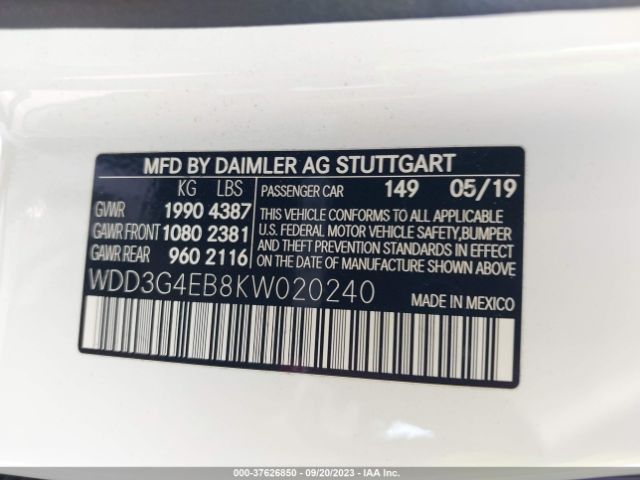 MFD BY DAIMLER AG STUTTGART
KG LBS
GVWR 1990 4387
GAWR FRONT 1080 2381
GAWR REAR 960 2116
PASSENGER CAR 149 05/19
THIS VEHICLE CONFORMS TO ALL APPLICABLE
U.S. FEDERAL MOTOR VEHICLE SAFETY,BUMPER
AND THEFT PREVENTION STANDARDS IN EFFECT
ON THE DATE OF MANUFACTURE SHOWN ABOVE.
WDD3G4EB8KW020240
MADE IN MEXICO
000-37626850 | 09/20/2023 | IAAI.COM